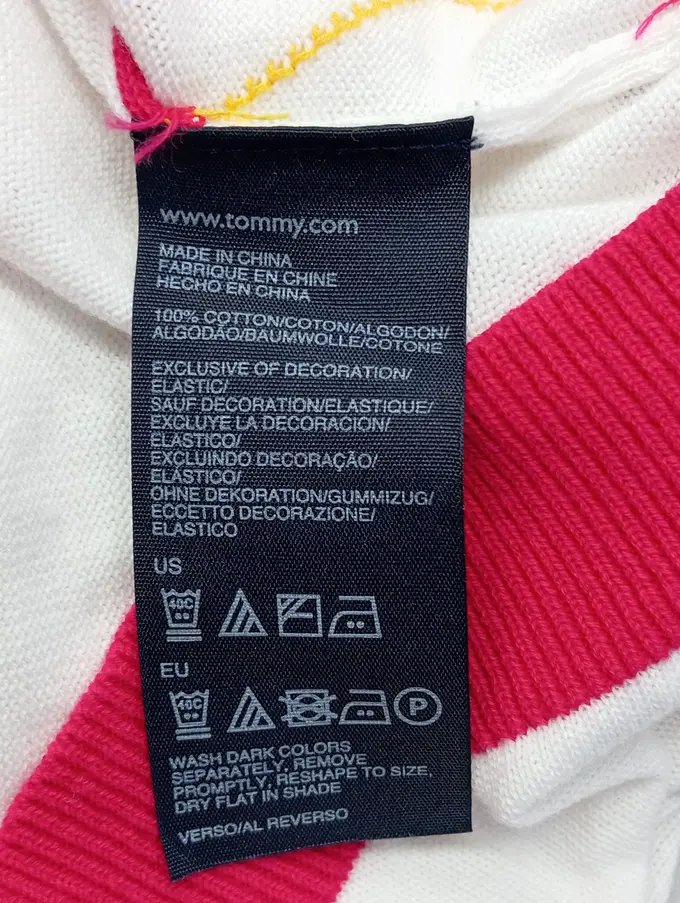 www.tommy.com
MADE IN CHINA
FABRIQUE EN CHINE
HECHO EN CHINA
100% COTTON/COTON/ALGODON/
ALGODÃO/BAUMWOLLE/COTONE
EXCLUSIVE OF DECORATION/
ELASTIC/
SAUF DECORATION/ELASTIQUE/
EXCLUYE LA DECORACION/
ELASTICO/
EXCLUINDO DECORAÇÃO/
ELÁSTICO/
OHNE DEKORATION/GUMMIZUG/
ECCETTO DECORAZIONE/
ELASTICO
US
40C
EU
40C P
WASH DARK COLORS
SEPARATELY, REMOVE
PROMPTLY, RESHAPE TO SIZE,
DRY FLAT IN SHADE
VERSO/AL REVERSO